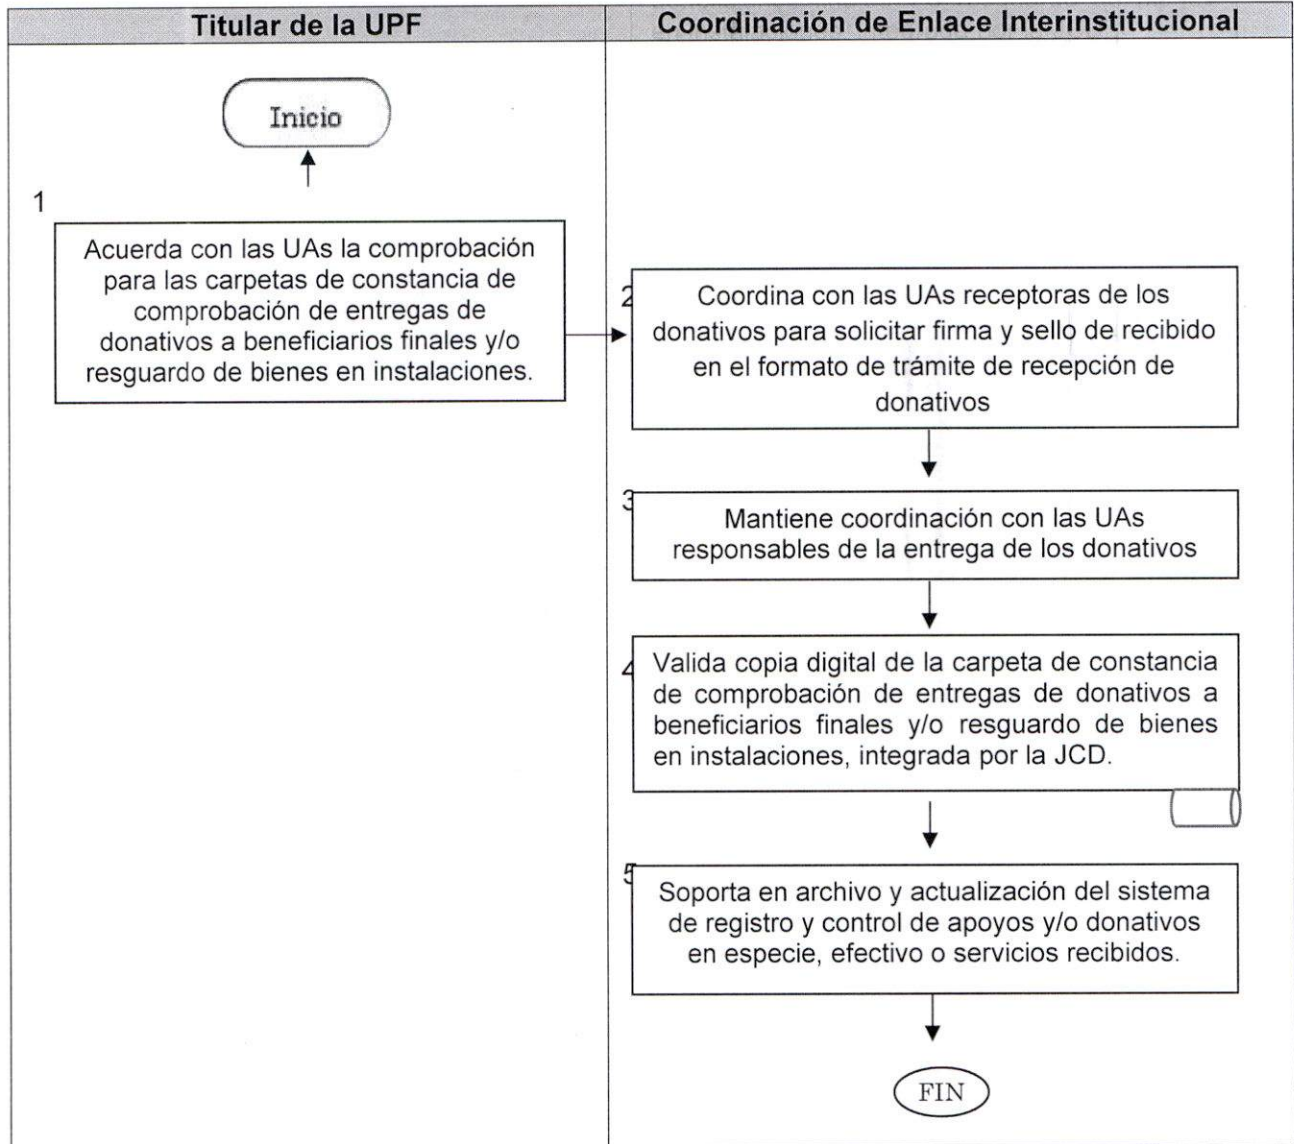 Titular de la UPF
Coordinación de Enlace Interinstitucional
Inicio
1
Acuerda con las UAs la comprobación
para las carpetas de constancia de
comprobación de entregas de
donativos a beneficiarios finales y/o
resguardo de bienes en instalaciones.
2
Coordina con las UAs receptoras de los
donativos para solicitar firma y sello de recibido
en el formato de trámite de recepción de
donativos
3
Mantiene coordinación con las UAs
responsables de la entrega de los donativos
4
Valida copia digital de la carpeta de constancia
de comprobación de entregas de donativos a
beneficiarios finales y/o resguardo de bienes
en instalaciones, integrada por la JCD.
5
Soporta en archivo y actualización del sistema
de registro y control de apoyos y/o donativos
en especie, efectivo o servicios recibidos.
FIN